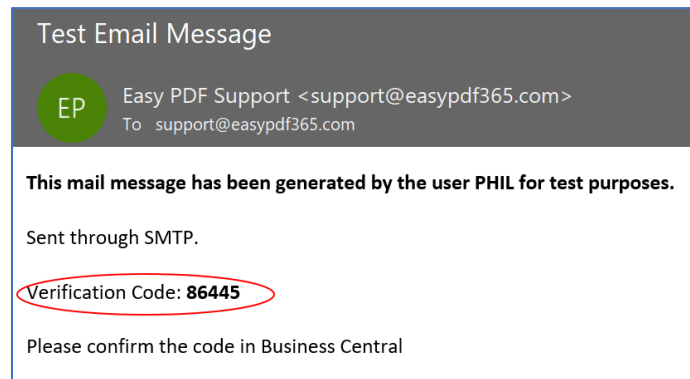 Test Email Message
EP
Easy PDF Support <support@easypdf365.com>
To support@easypdf365.com
This mail message has been generated by the user PHIL for test purposes.
Sent through SMTP.
Verification Code: 86445
Please confirm the code in Business Central